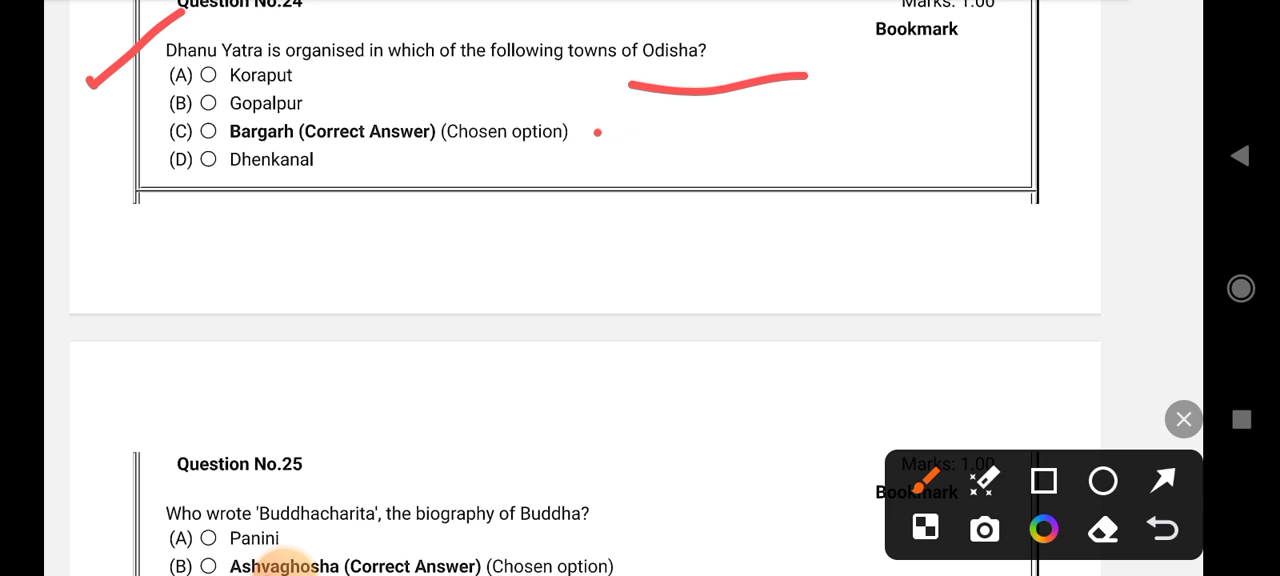 Question No.24
Marks: 1.00
Bookmark
Dhanu Yatra is organised in which of the following towns of Odisha?
(A) Koraput
(B) Gopalpur
(C) Bargarh (Correct Answer) (Chosen option)
(D) Dhenkanal
Question No.25
Marks: 1.00
Bookmark
Who wrote 'Buddhacharita', the biography of Buddha?
(A) Panini
(B) Ashvaghosha (Correct Answer) (Chosen option)